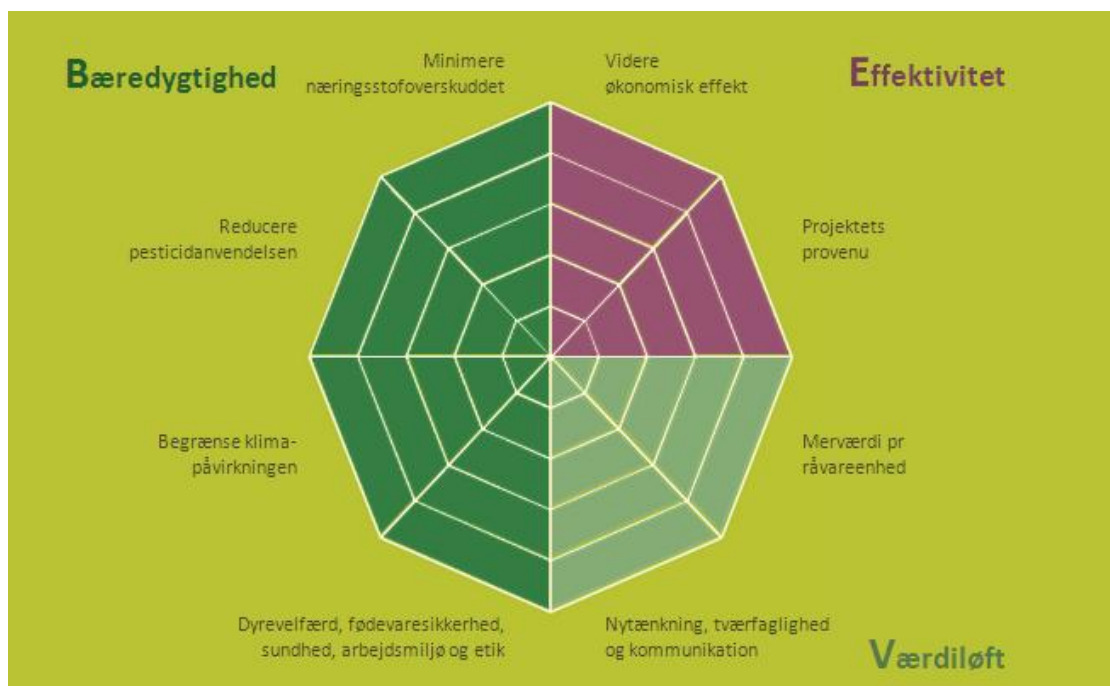 Bæredygtighed
Minimere
næringsstofoverskuddet
Videre
økonomisk effekt
Effektivitet
Reducere
pesticidanvendelsen
Projektets
provenu
Begrænse klima-
påvirkningen
Merværdi pr
råvareenhed
Dyrevelfærd, fødevaresikkerhed,
sundhed, arbejdsmiljø og etik
Nytænkning, tværfaglighed
og kommunikation
Værdiløft